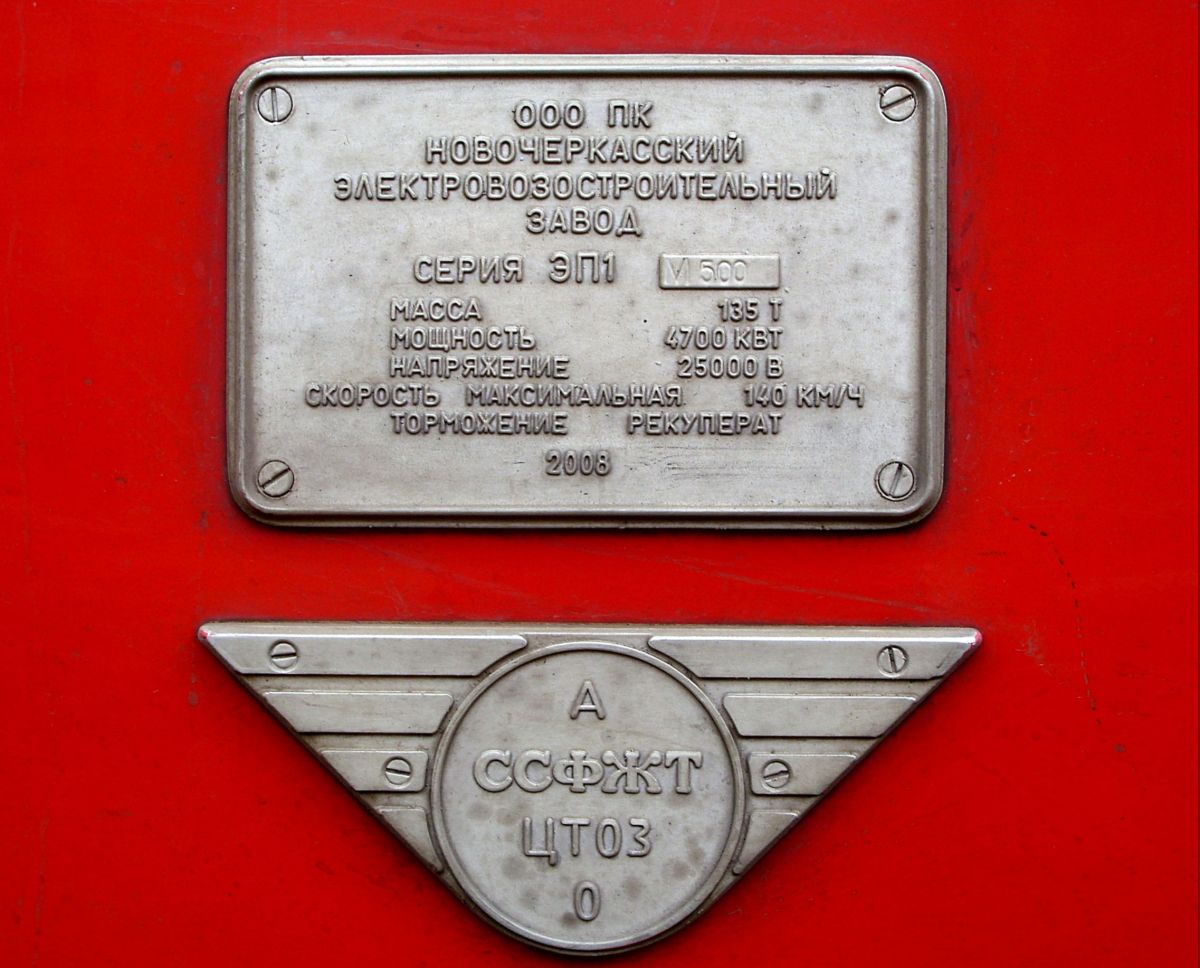 ООО ПК
НОВОЧЕРКАССКИЙ
ЭЛЕКТРОВОЗОСТРОИТЕЛЬНЫЙ
ЗАВОД
СЕРИЯ ЭП1 М 500
МАССА 135 Т
МОЩНОСТЬ 4700 КВТ
НАПРЯЖЕНИЕ 25000 В
СКОРОСТЬ МАКСИМАЛЬНАЯ 140 КМ/Ч
ТОРМОЖЕНИЕ РЕКУПЕРАТ
2008
А
ССФЖТ
ЦТ03
0